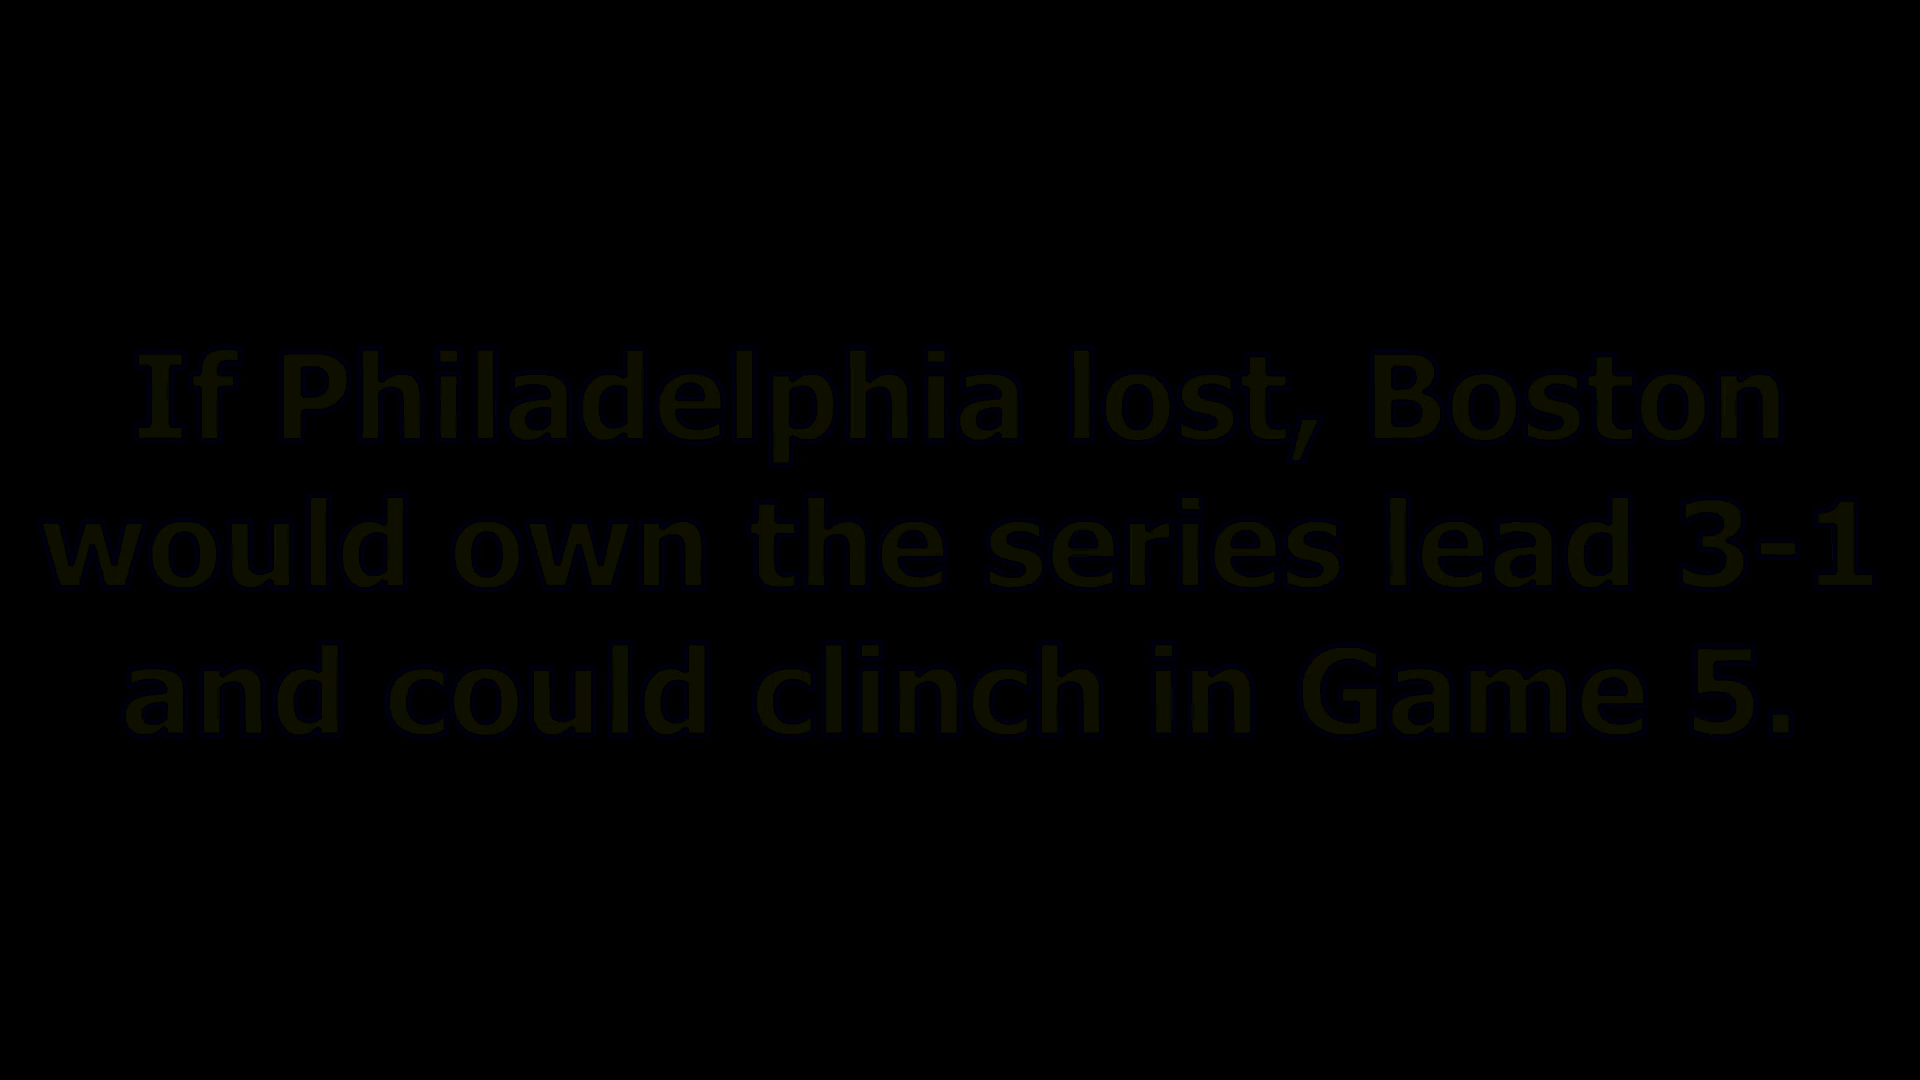 If Philadelphia lost, Boston
would own the series lead 3-1
and could clinch in Game 5.